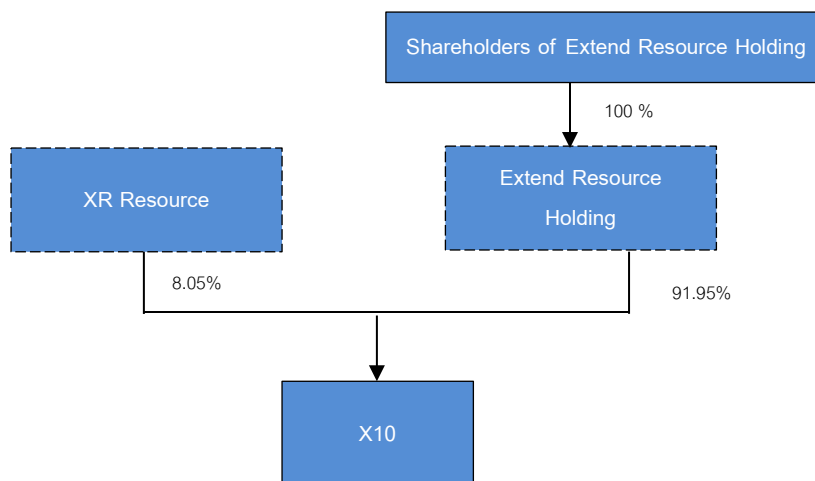 Shareholders of Extend Resource Holding
100 %
XR Resource
Extend Resource
Holding
8.05%
91.95%
X10